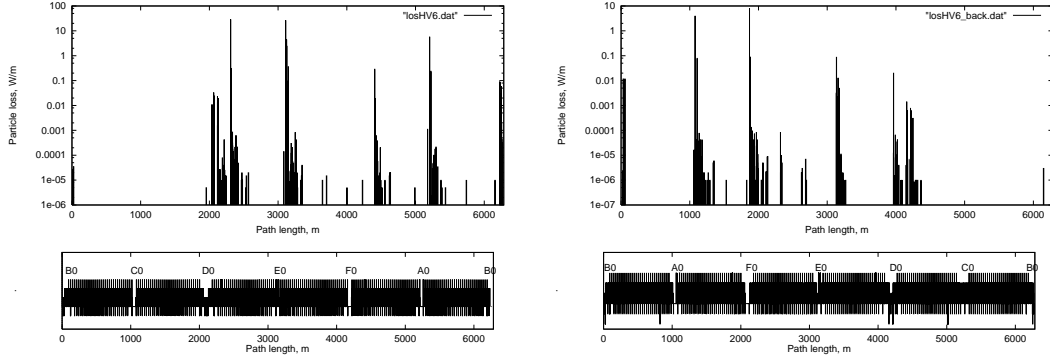 100
10
1
0.1
0.01
0.001
0.0001
1e-05
1e-06
Particle loss, W/m
"losHV6.dat"
0 1000 2000 3000 4000 5000 6000
Path length, m
B0 C0 D0 E0 F0 A0 B0
0 1000 2000 3000 4000 5000 6000
Path length, m
10
1
0.1
0.01
0.001
0.0001
1e-05
1e-06
1e-07
Particle loss, W/m
"losHV6_back.dat"
0 1000 2000 3000 4000 5000 6000
Path length, m
B0 A0 F0 E0 D0 C0 B0
0 1000 2000 3000 4000 5000 6000
Path length, m